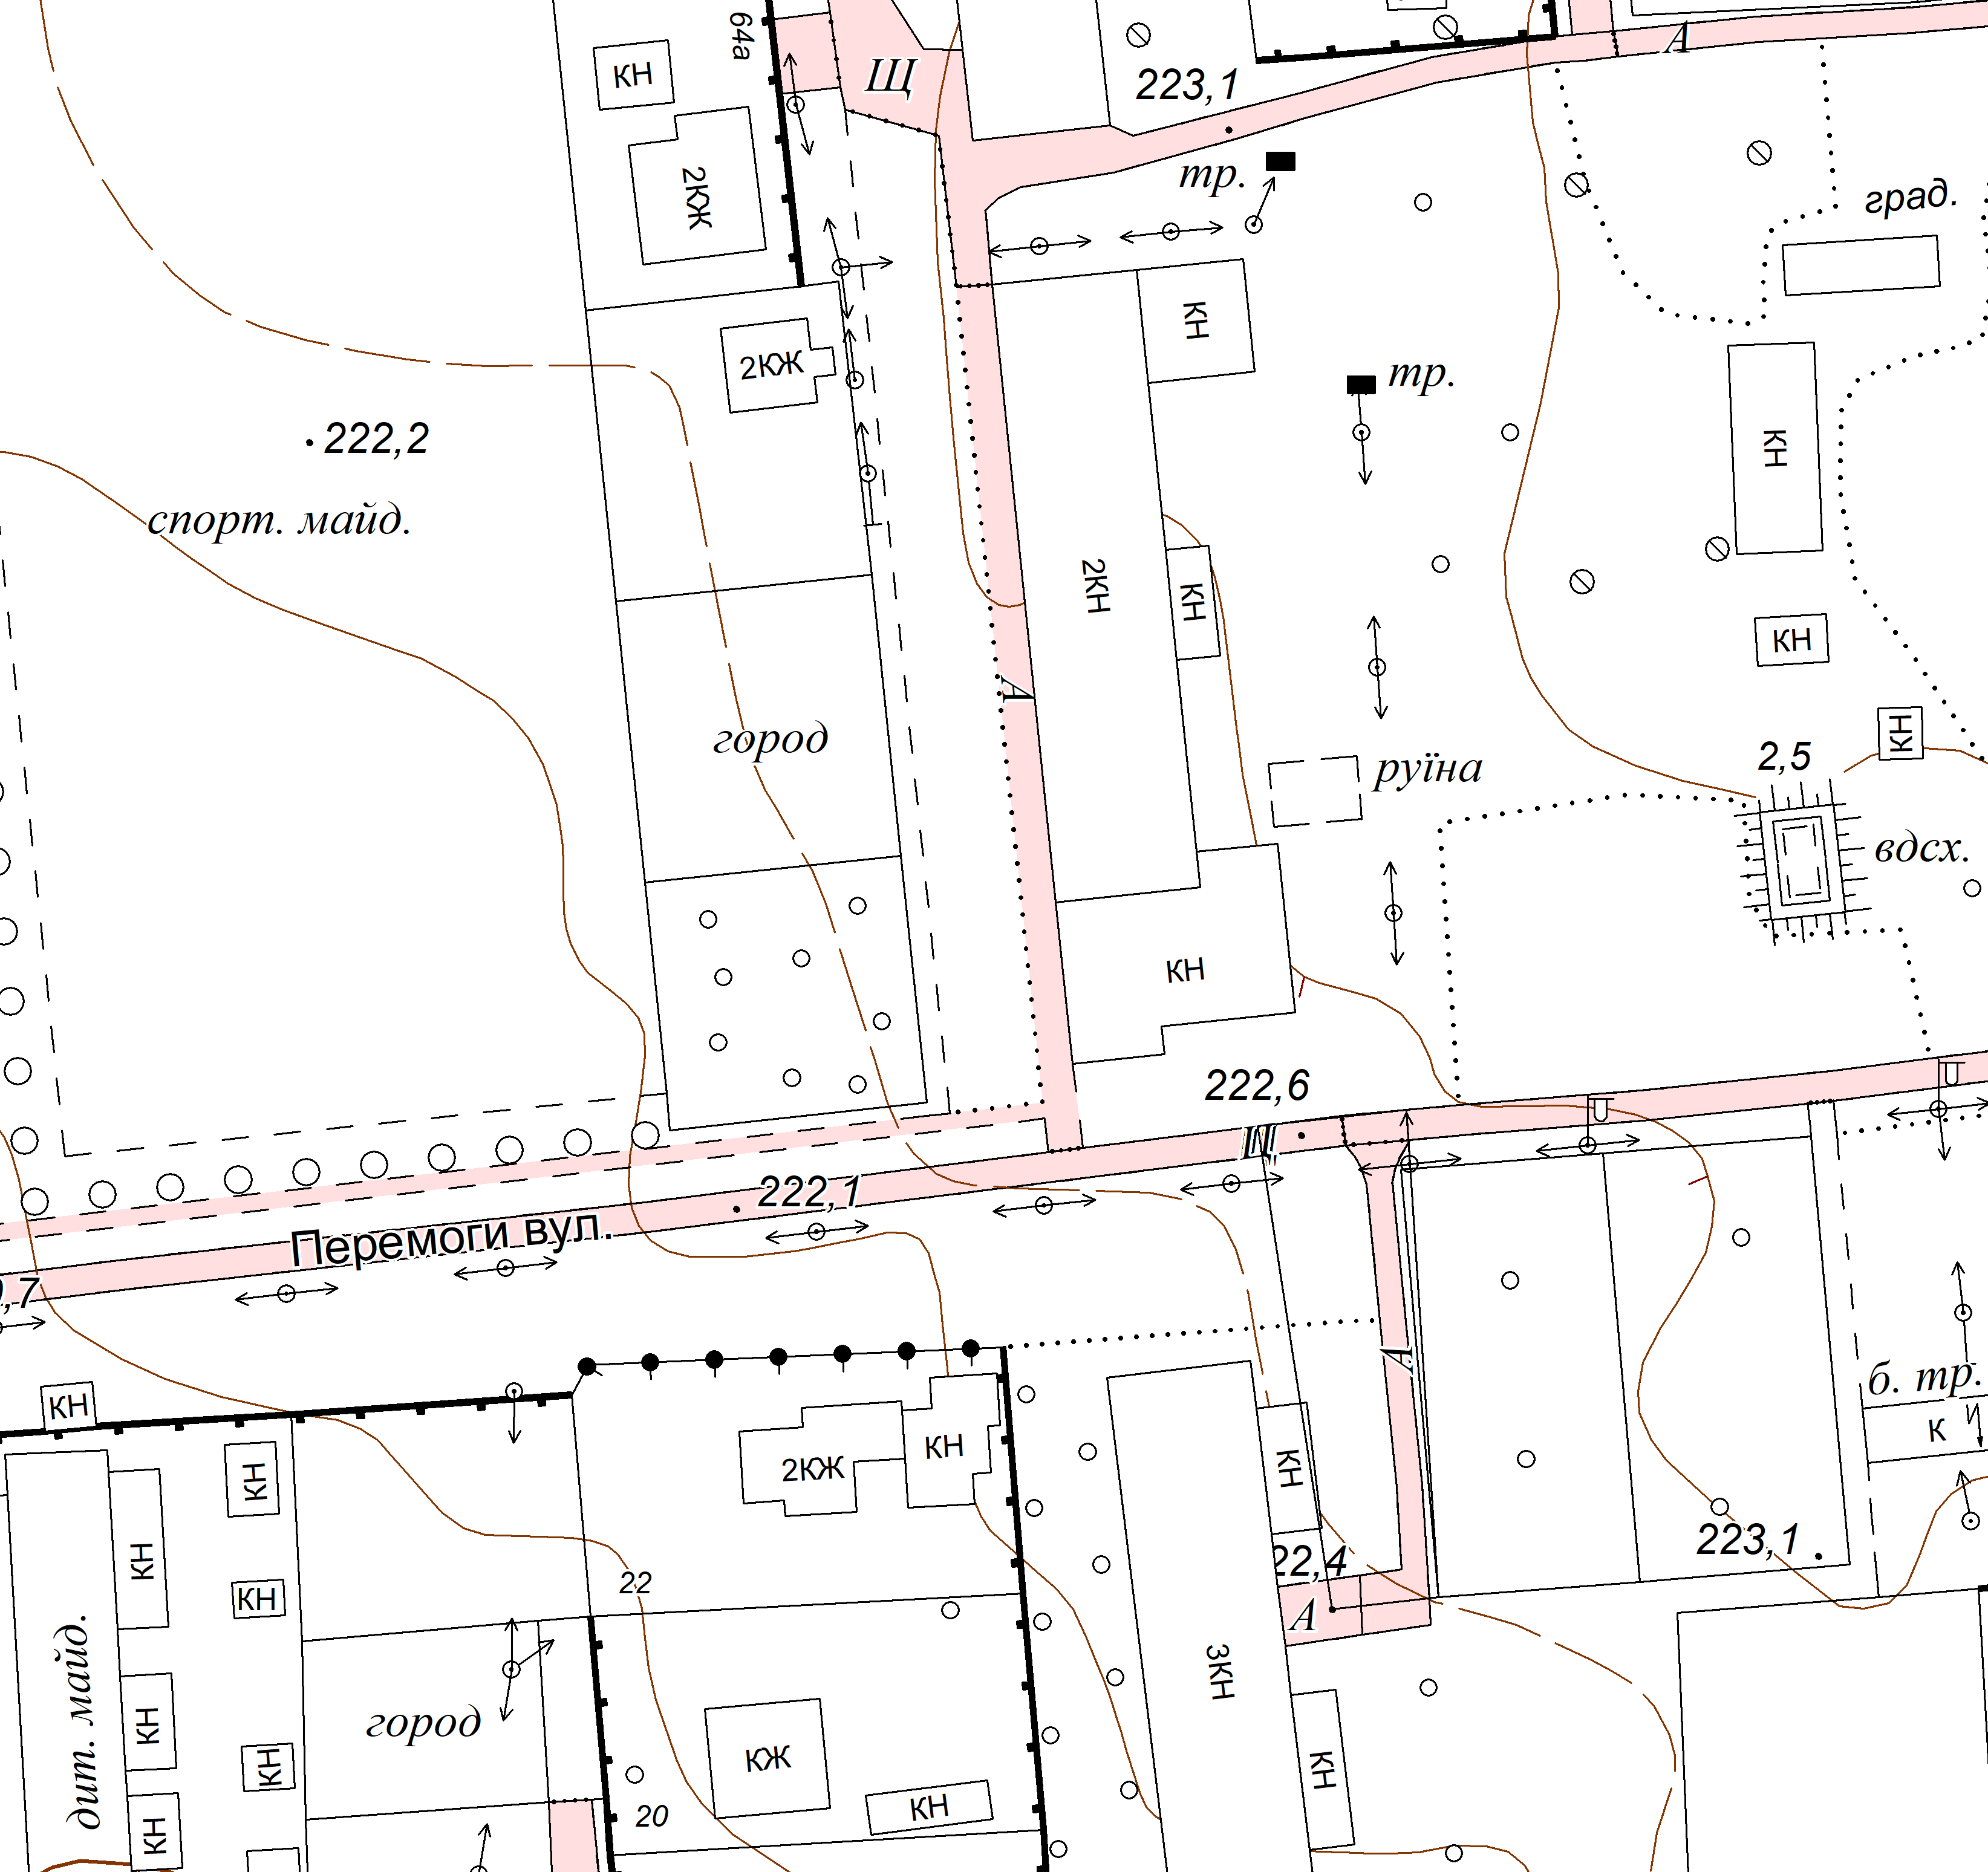 64а
КН
Щ
А
223,1
тр.
2КЖ
град.
КН
2КЖ
тр.
222,2
КН
спорт. майд.
2КН
КН
КН
А
город
КН
2,5
руїна
вдсх.
КН
222,6
Ц
222,1
Перемоги вул.
А
б. тр.
КН
К
2КЖ
КН
КН
КН
КН
223,1
22,4
22
КН
А
дит. майд.
3КН
город
КН
КЖ
КН
КН
20
КН
КН